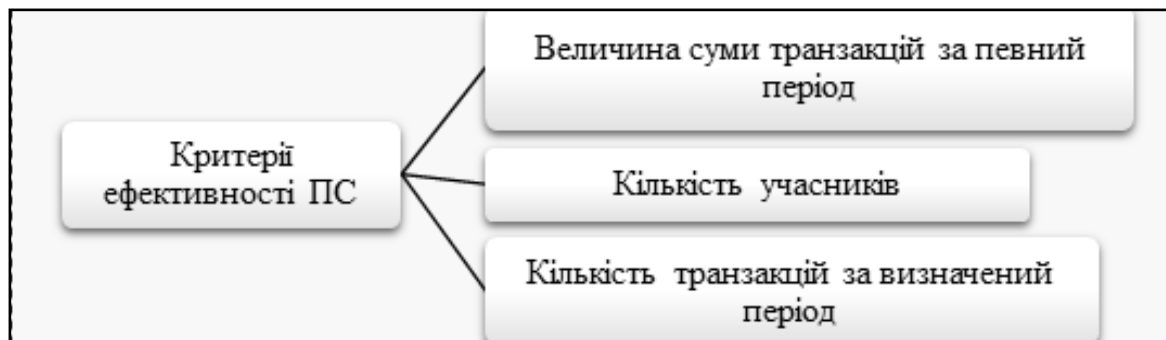 Величина суми транзакцій за певний
період
Критерії
ефективності ПС
Кількість учасників
Кількість транзакцій за визначений
період